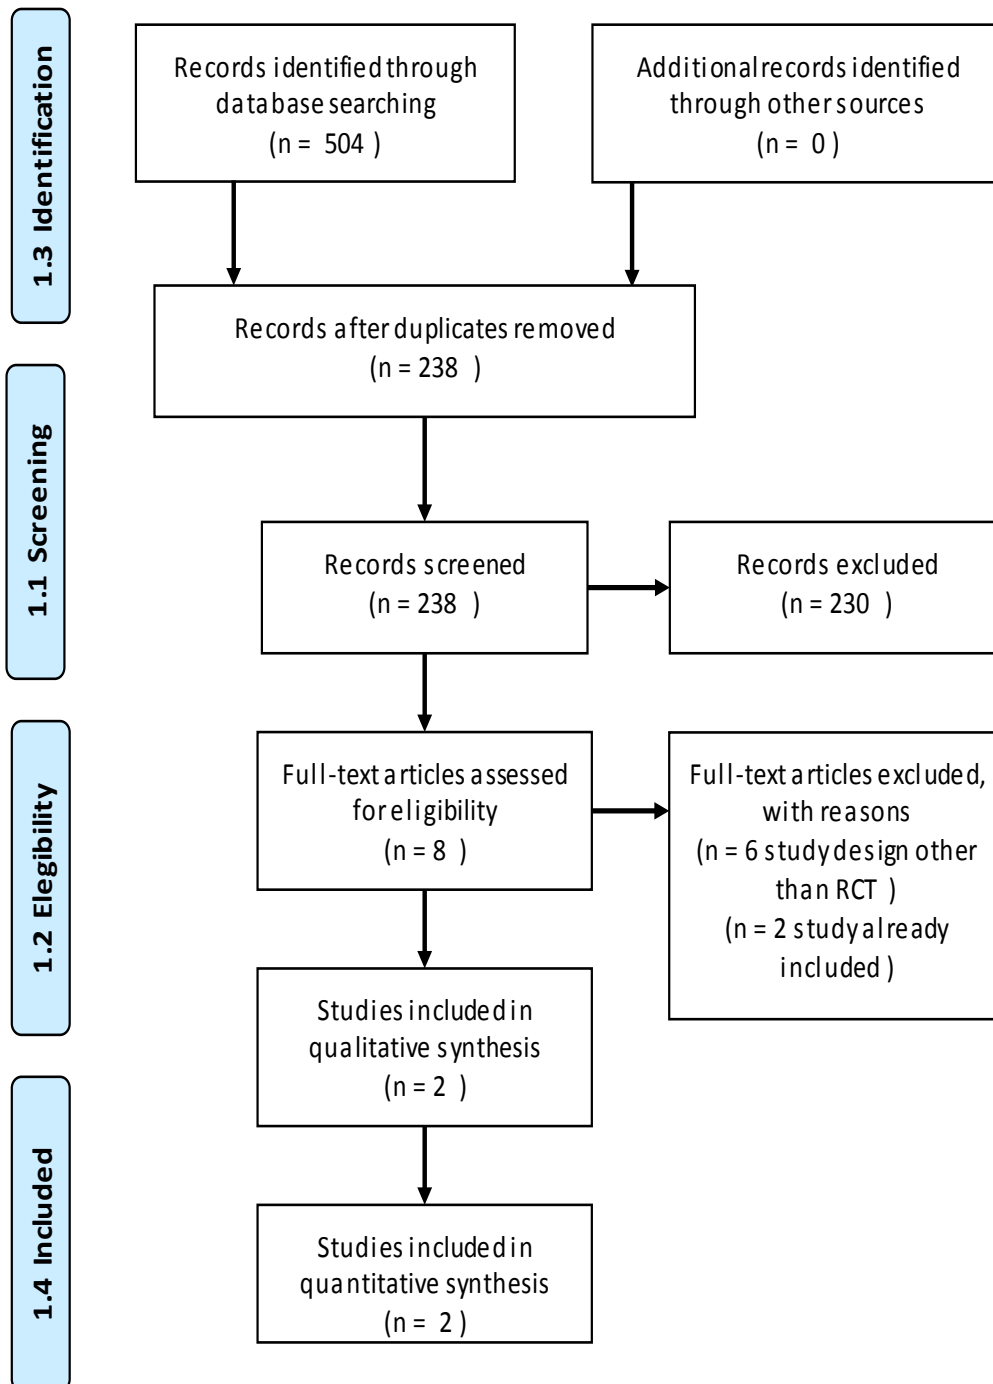 1.3 Identification
Records identified through
database searching
(n = 504 )
Additional records identified
through other sources
(n = 0 )
Records after duplicates removed
(n = 238 )
1.1 Screening
Records screened
(n = 238 )
Records excluded
(n = 230 )
1.2 Elegibility
Full-text articles assessed
for eligibility
(n = 8 )
Full-text articles excluded,
with reasons
(n = 6 study design other
than RCT )
(n = 2 study already
included )
Studies included in
qualitative synthesis
(n = 2 )
1.4 Included
Studies included in
quantitative synthesis
(n = 2 )